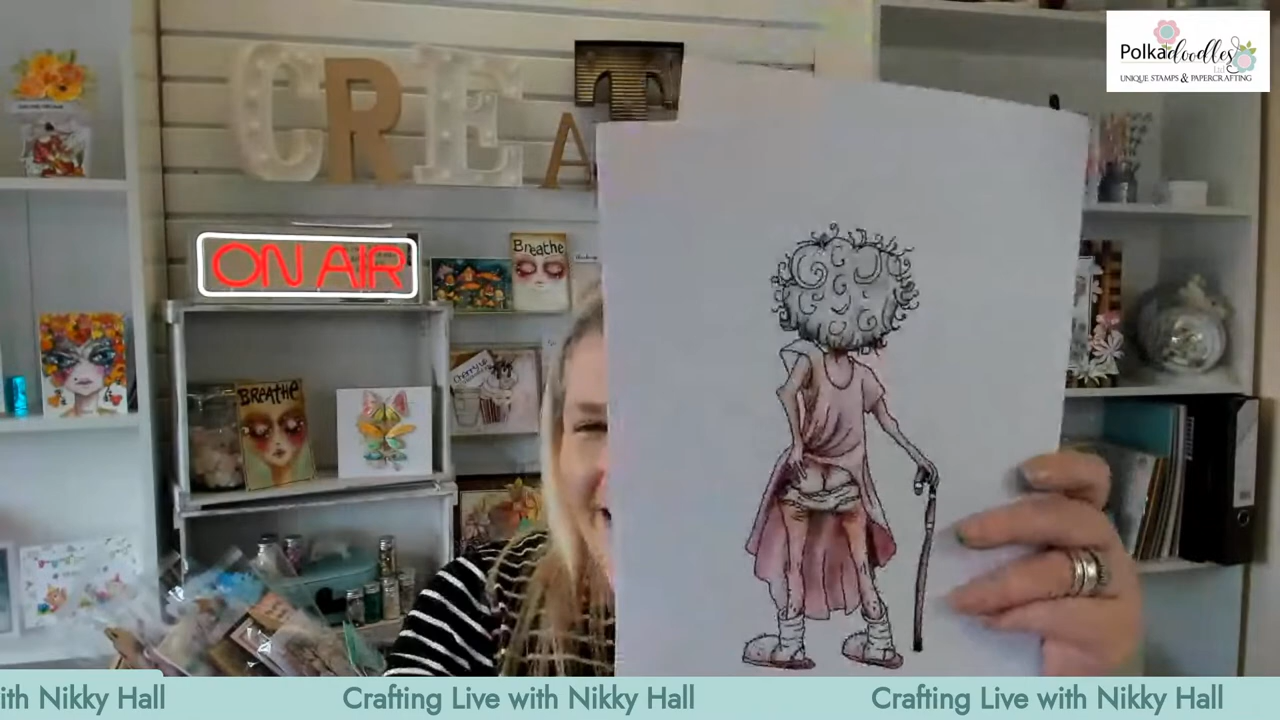 CREAT
Polkadoodles
Ltd
UNIQUE STAMPS & PAPERCRAFTING
ON AIR
Breathe
BREATHE
ith Nikky Hall
Crafting Live with Nikky Hall
Crafting Live with Nikky Hall